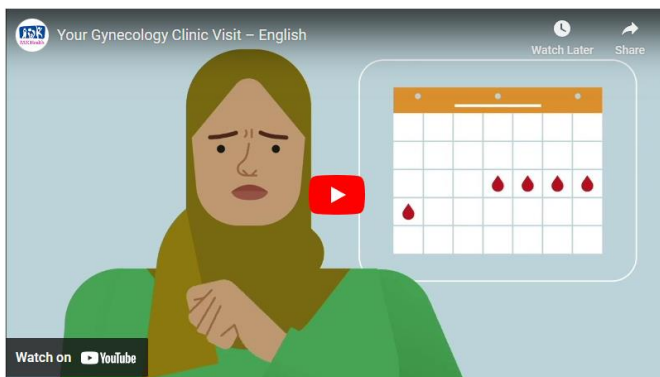 Your Gynecology Clinic Visit – English
Watch Later
Share
Watch on YouTube